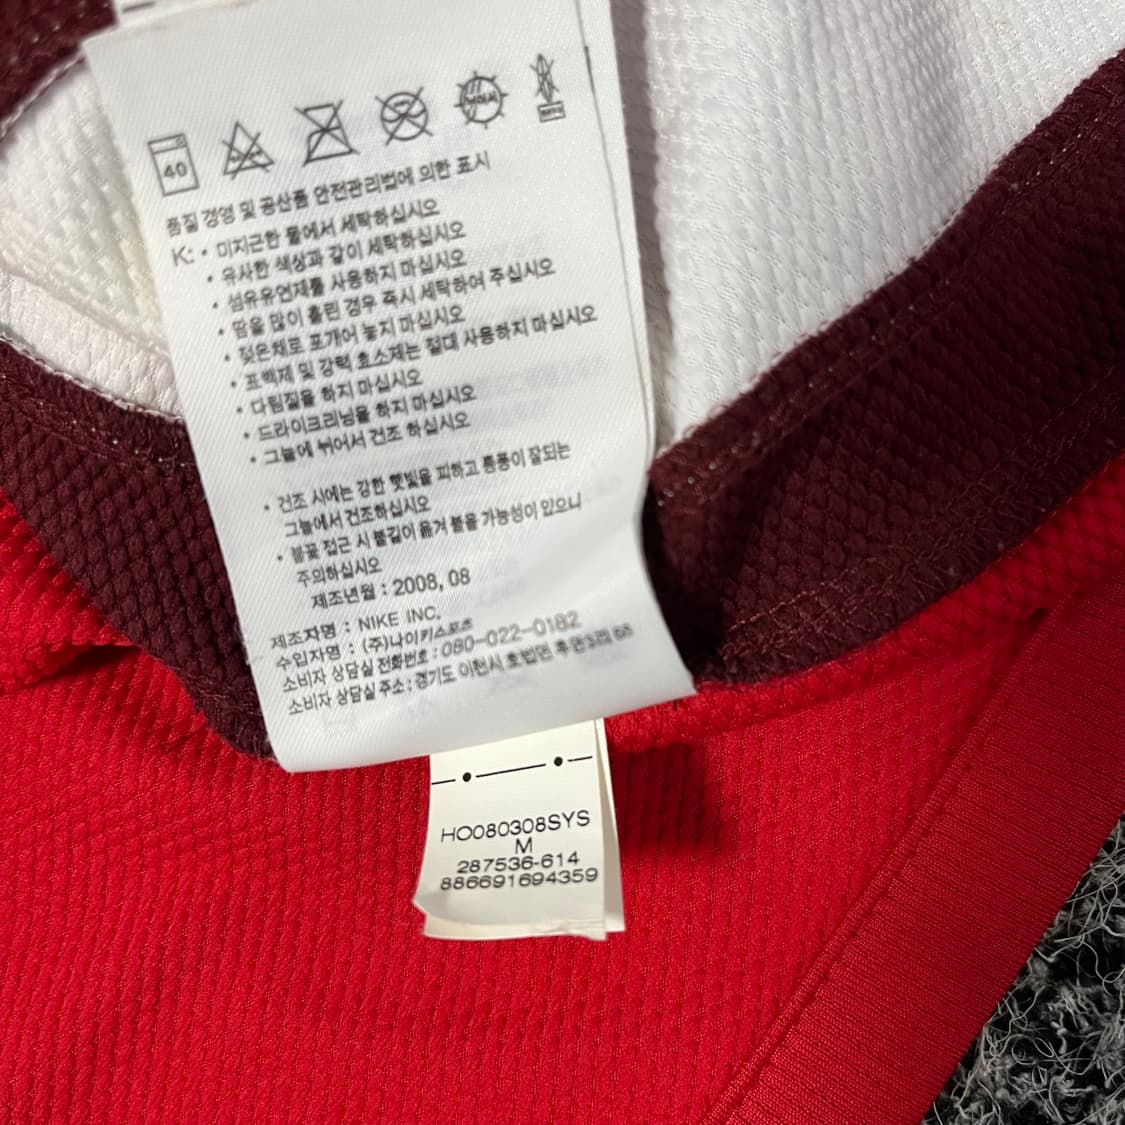 40
품질 경영 및 공산품 안전관리법에 의한 표시
K: • 미지근한 물에서 세탁하십시오
• 유사한 색상과 같이 세탁하십시오
• 섬유유연제를 사용하지 마십시오
• 땀을 많이 흘린 경우 즉시 세탁하여 주십시오
• 젖은채로 포개어 놓지 마십시오
• 표백제 및 강력 효소제는 절대 사용하지 마십시오
• 다림질을 하지 마십시오
• 드라이크리닝을 하지 마십시오
• 그늘에 뉘어서 건조 하십시오
• 건조 시에는 강한 햇빛을 피하고 통풍이 잘되는
그늘에서 건조하십시오
• 불꽃 접근 시 불길이 옮겨 붙을 가능성이 있으니
주의하십시오
제조년월 : 2008, 08
제조자명 : NIKE INC.
수입자명 : (주)나이키스포츠
소비자 상담실 전화번호 : 080-022-0182
소비자 상담실 주소 : 경기도 이천시 호법면 후안3리 68
HO080308SYS
M
287536-614
886691694359